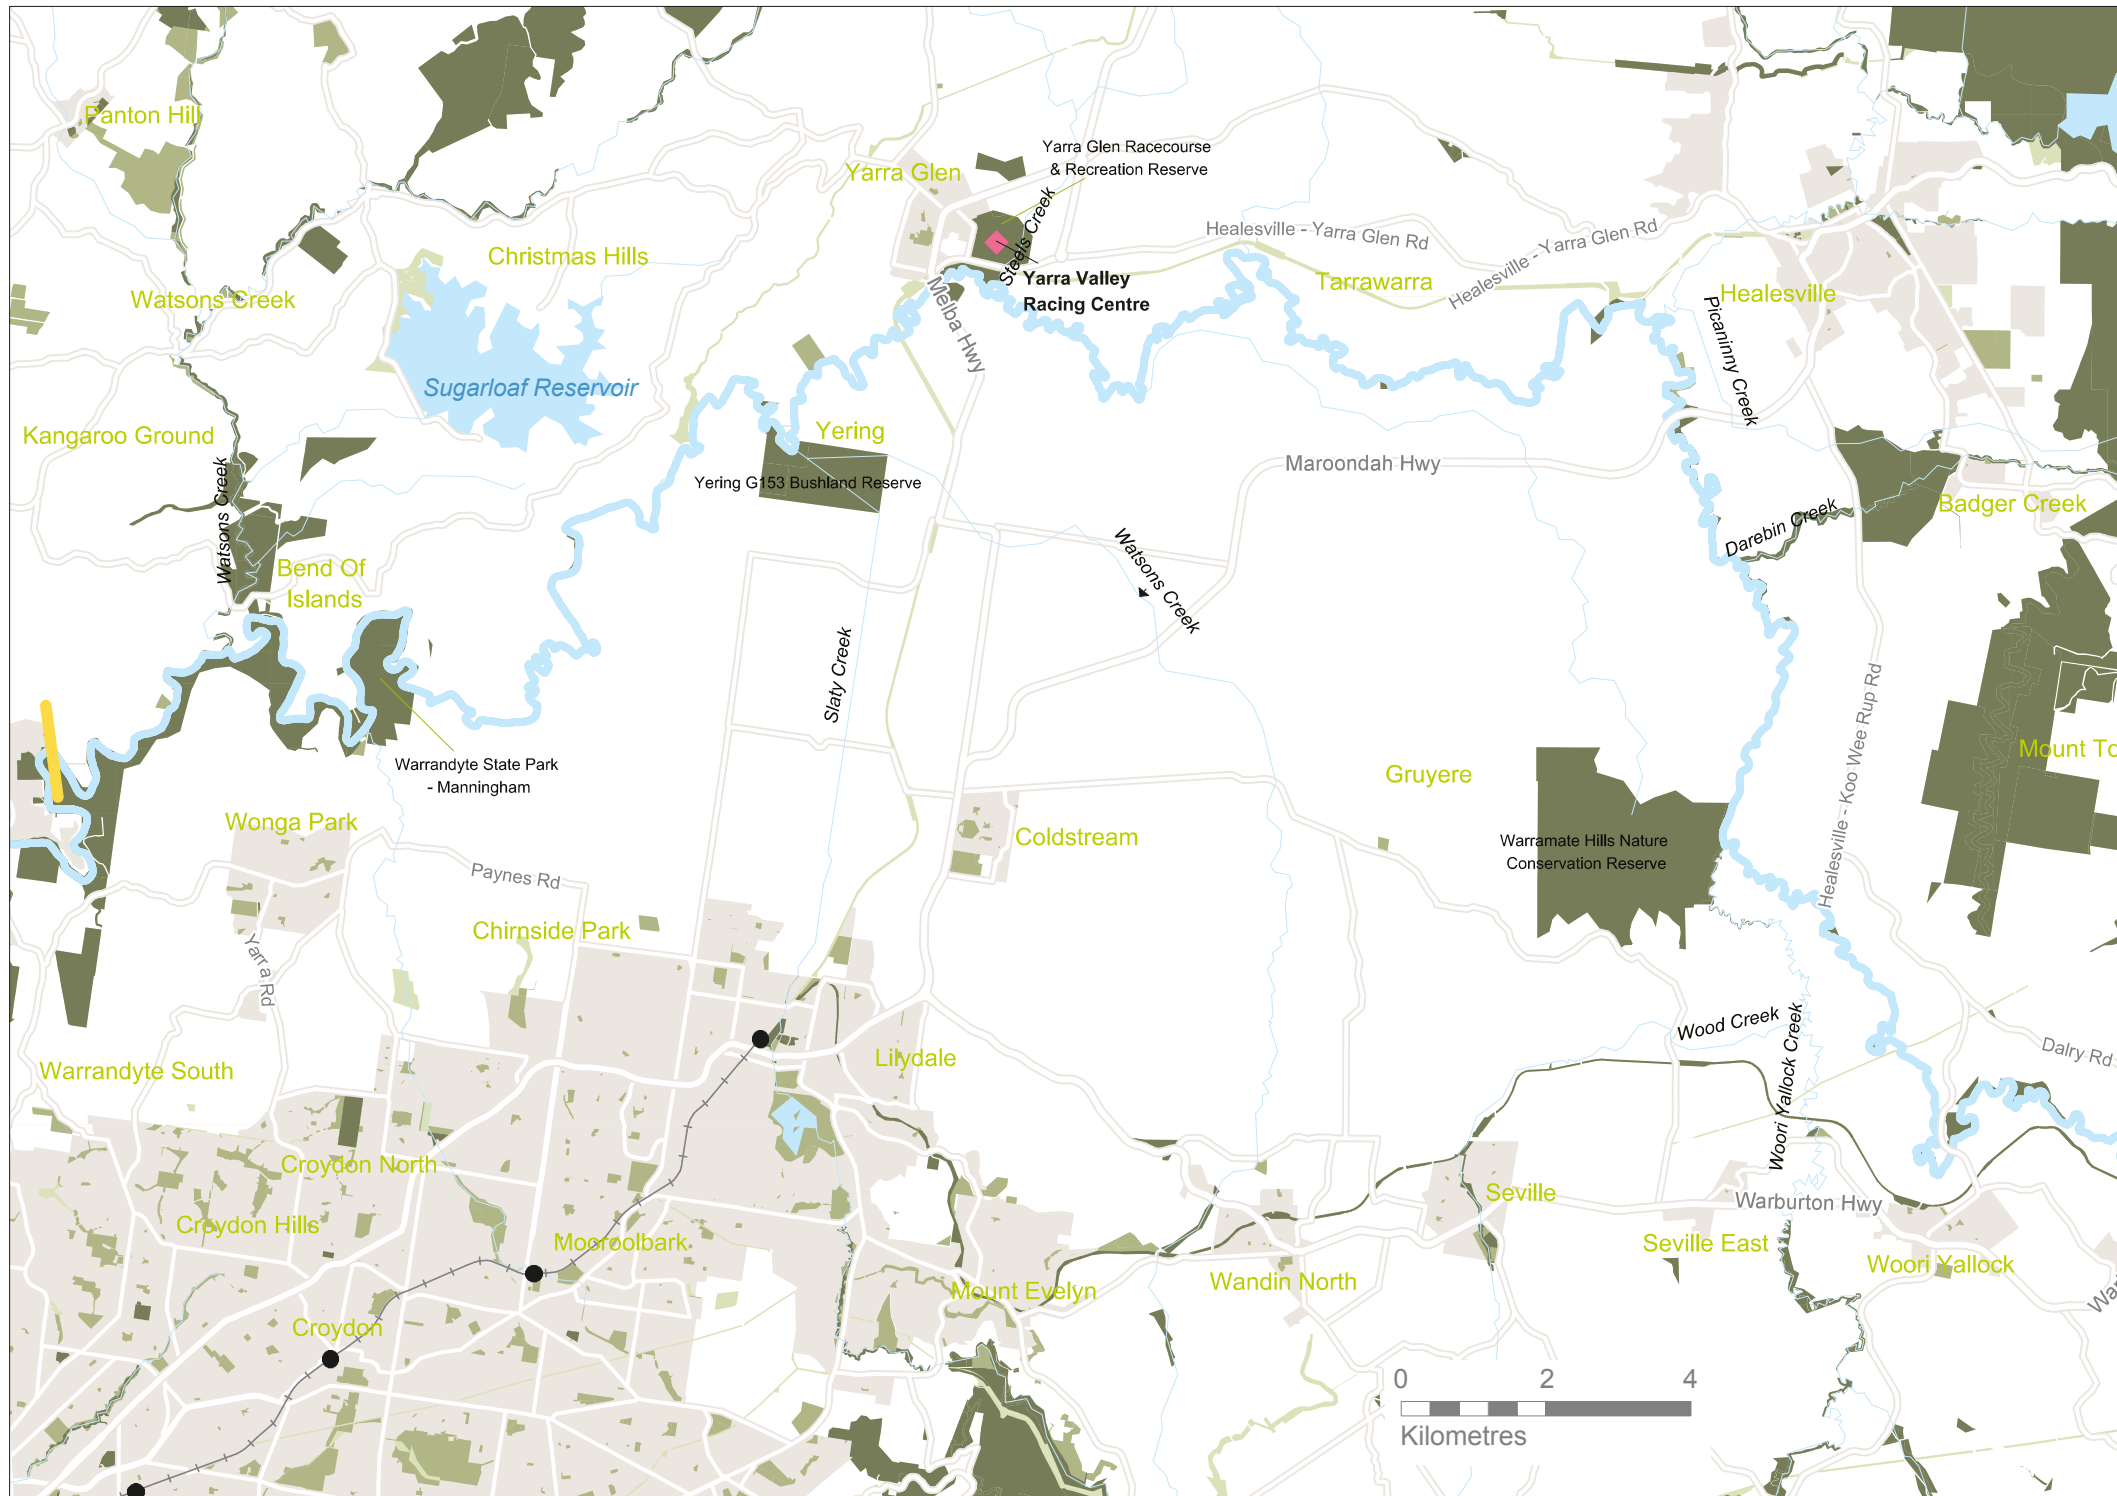 Panton Hill
Yarra Glen Racecourse
& Recreation Reserve
Yarra Glen
Steels Creek
Healesville - Yarra Glen Rd
Healesville - Yarra Glen Rd
Christmas Hills
Yarra Valley
Racing Centre
Tarrawarra
Healesville
Watsons Creek
Melba Hwy
Picaninny Creek
Sugarloaf Reservoir
Kangaroo Ground
Yering
Maroondah Hwy
Yering G153 Bushland Reserve
Watsons Creek
Badger Creek
Darebin Creek
Watsons Creek
Bend Of
Islands
Slaty Creek
Healesville - Koo Wee Rup Rd
Mount To
Warrandyte State Park
- Manningham
Gruyere
Wonga Park
Coldstream
Warramate Hills Nature
Conservation Reserve
Paynes Rd
Chirnside Park
Yarra Rd
Wood Creek
Woori Yallock Creek
Dalry Rd
Warrandyte South
Lilydale
Croydon North
Seville
Warburton Hwy
Croydon Hills
Mooroolbark
Seville East
Woori Yallock
Mount Evelyn
Wandin North
Croydon
0 2 4
Kilometres